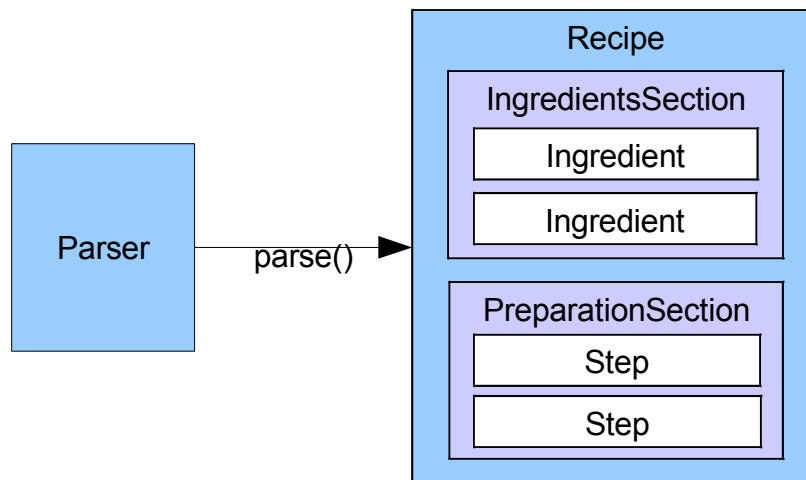 Parser
parse()
Recipe
IngredientsSection
Ingredient
Ingredient
PreparationSection
Step
Step